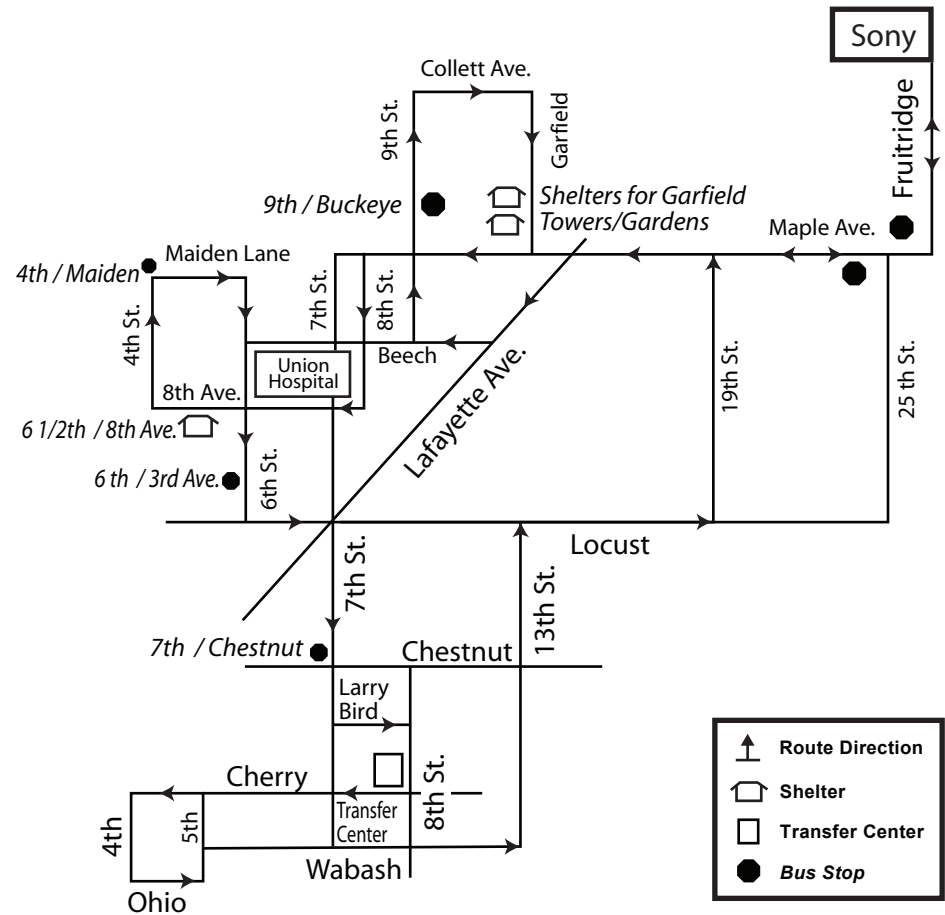 Sony
Collett Ave.
9th St.
Garfield
Fruitridge
9th / Buckeye
Shelters for Garfield
Towers/Gardens
Maple Ave.
4th / Maiden
Maiden Lane
7th St.
8th St.
4th St.
Beech
Union
Hospital
8th Ave.
6 1/2th / 8th Ave.
Lafayette Ave.
19th St.
25 th St.
6 th / 3rd Ave.
6th St.
Locust
7th St.
13th St.
7th / Chestnut
Chestnut
Larry
Bird
8th St.
Cherry
Transfer
Center
4th
5th
Wabash
Ohio
Route Direction
Shelter
Transfer Center
Bus Stop